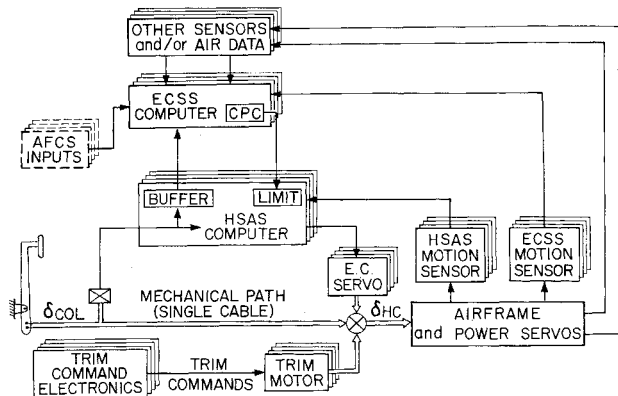 OTHER SENSORS
and/or AIR DATA
ECSS
COMPUTER
CPC
AFCS
INPUTS
BUFFER
LIMIT
HSAS
COMPUTER
HSAS
MOTION
SENSOR
ECSS
MOTION
SENSOR
E.C.
SERVO
δCOL
MECHANICAL PATH
(SINGLE CABLE)
δHC
AIRFRAME
and POWER SERVOS
TRIM
COMMAND
ELECTRONICS
TRIM
COMMANDS
TRIM
MOTOR